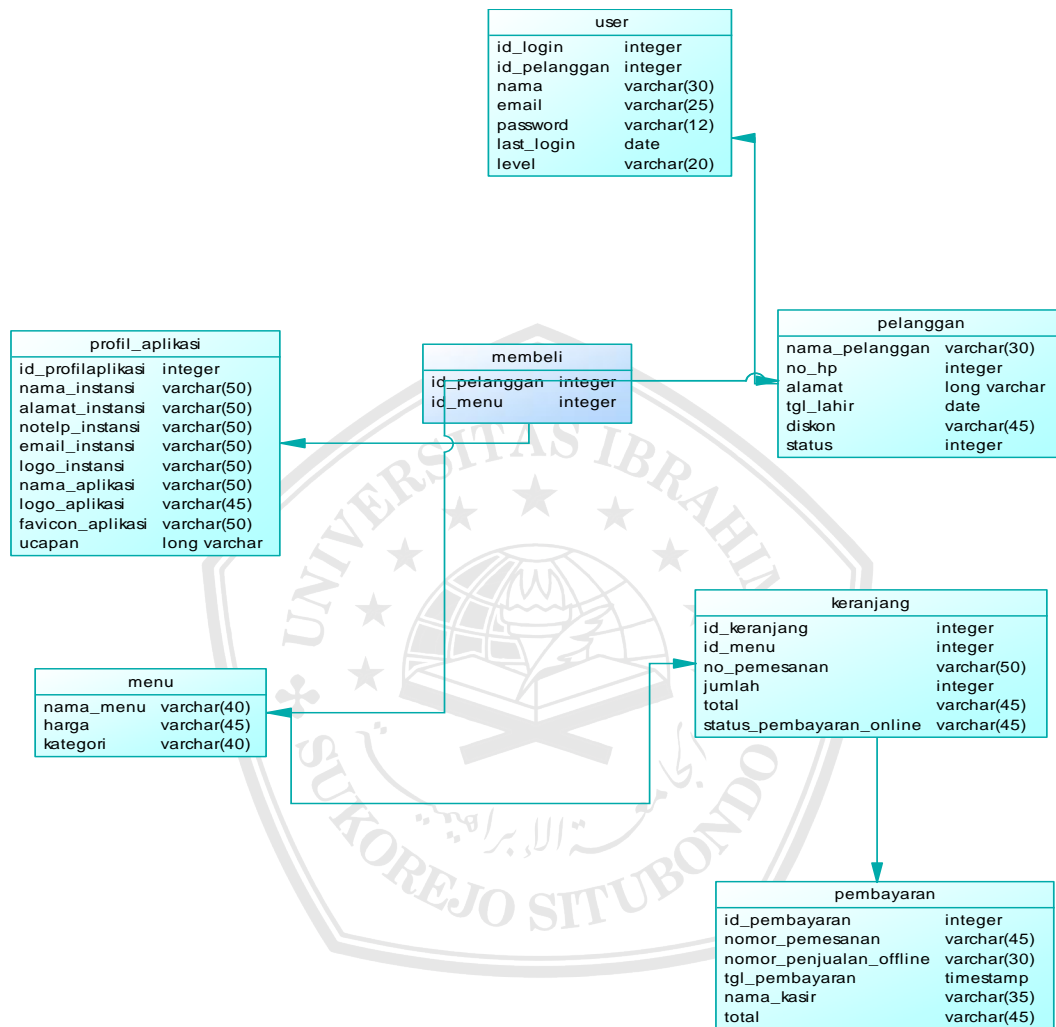 user
id_login integer
id_pelanggan integer
nama varchar(30)
email varchar(25)
password varchar(12)
last_login date
level varchar(20)
pelanggan
nama_pelanggan varchar(30)
no_hp integer
alamat long varchar
tgl_lahir date
diskon varchar(45)
status integer
profil_aplikasi
id_profilaplikasi integer
nama_instansi varchar(50)
alamat_instansi varchar(50)
notelp_instansi varchar(50)
email_instansi varchar(50)
logo_instansi varchar(50)
nama_aplikasi varchar(50)
logo_aplikasi varchar(45)
favicon_aplikasi varchar(50)
ucapan long varchar
membeli
id_pelanggan integer
id_menu integer
keranjang
id_keranjang integer
id_menu integer
no_pemesanan varchar(50)
jumlah integer
total varchar(45)
status_pembayaran_online varchar(45)
menu
nama_menu varchar(40)
harga varchar(45)
kategori varchar(40)
pembayaran
id_pembayaran integer
nomor_pemesanan varchar(45)
nomor_penjualan_offline varchar(30)
tgl_pembayaran timestamp
nama_kasir varchar(35)
total varchar(45)
UNIVERSITAS
SUKOREJO SITUBONDO